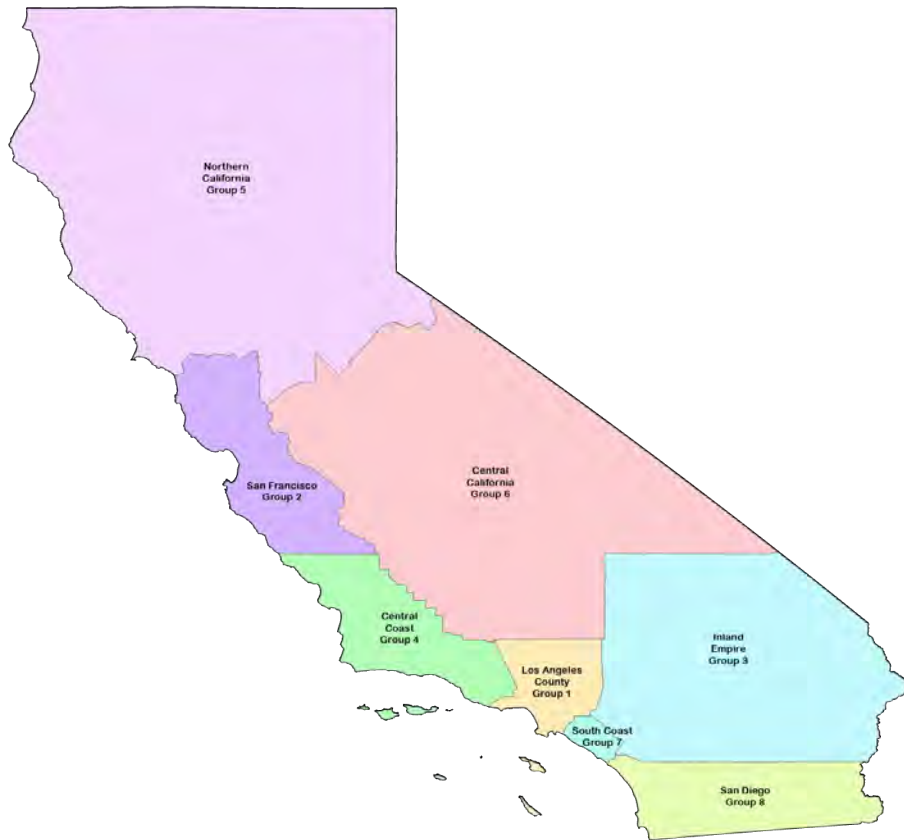 Northern
California
Group 5
San Francisco
Group 2
Central
California
Group 6
Central
Coast
Group 4
Inland
Empire
Group 3
Los Angeles
County
Group 1
South Coast
Group 7
San Diego
Group 8